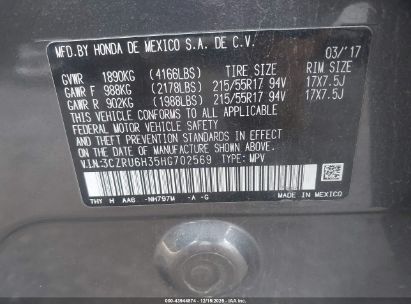 MFD.BY HONDA DE MEXICO S.A. DE C.V. 03/'17
GVWR 1890KG (4166LBS) TIRE SIZE RIM SIZE
GAWR F 988KG (2178LBS) 215/55R17 94V 17X7.5J
GAWR R 902KG (1988LBS) 215/55R17 94V 17X7.5J
THIS VEHICLE CONFORMS TO ALL APPLICABLE
FEDERAL MOTOR VEHICLE SAFETY
AND THEFT PREVENTION STANDARDS IN EFFECT
ON THE DATE OF MANUFACTURE SHOWN ABOVE.
V.I.N:3CZRU6H35HG702569 TYPE: MPV
THY H AA6 -NH797M -A -G MADE IN MEXICO